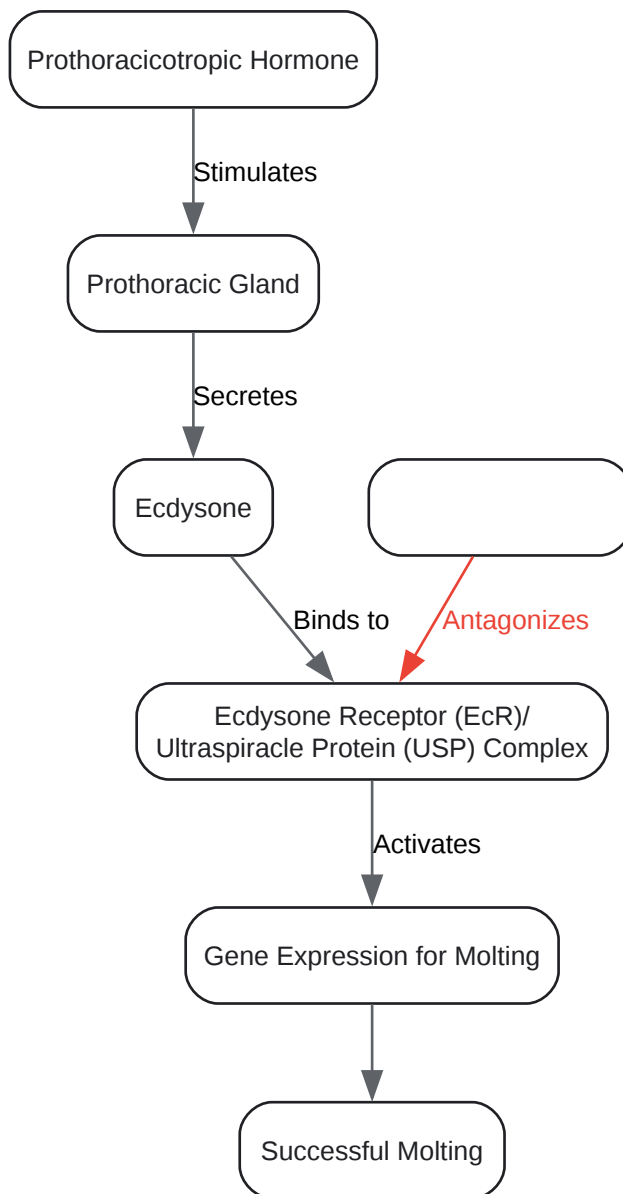 Prothoracicotropic Hormone
Stimulates
Prothoracic Gland
Secretes
Ecdysone
Binds to
Antagonizes
Ecdysone Receptor (EcR)/
Ultraspiracle Protein (USP) Complex
Activates
Gene Expression for Molting
Successful Molting